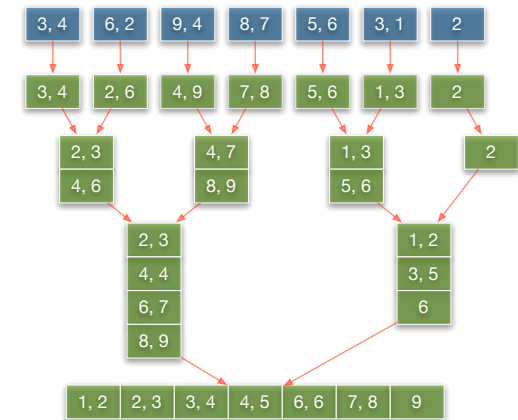 3, 4 6, 2 9, 4 8, 7 5, 6 3, 1 2
3, 4 2, 6 4, 9 7, 8 5, 6 1, 3 2
2, 3 4, 7 1, 3 2
4, 6 8, 9 5, 6
2, 3 1, 2
4, 4 3, 5
6, 7 6
8, 9
1, 2 2, 3 3, 4 4, 5 6, 6 7, 8 9